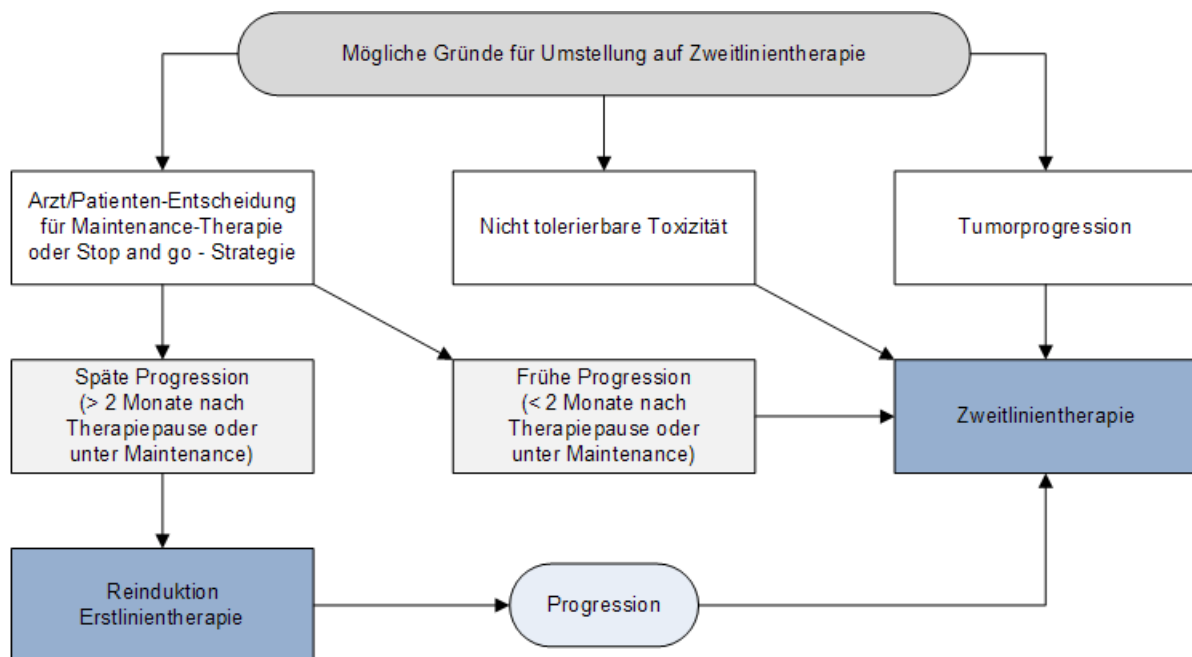 Mögliche Gründe für Umstellung auf Zweitlinientherapie
Arzt/Patienten-Entscheidung
für Maintenance-Therapie
oder Stop and go - Strategie
Nicht tolerierbare Toxizität
Tumorprogression
Späte Progression
(> 2 Monate nach
Therapiepause oder
unter Maintenance)
Frühe Progression
(< 2 Monate nach
Therapiepause oder
unter Maintenance)
Zweitlinientherapie
Reinduktion
Erstlinientherapie
Progression